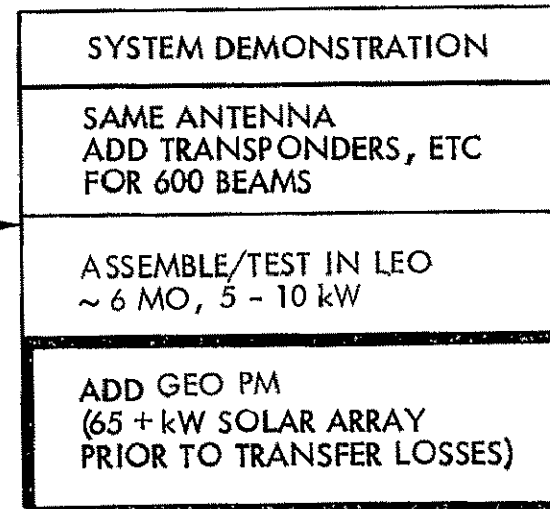 SYSTEM DEMONSTRATION
SAME ANTENNA
ADD TRANSPONDERS, ETC
FOR 600 BEAMS
ASSEMBLE/TEST IN LEO
~ 6 MO, 5 - 10 kW
ADD GEO PM
(65 + kW SOLAR ARRAY
PRIOR TO TRANSFER LOSSES)